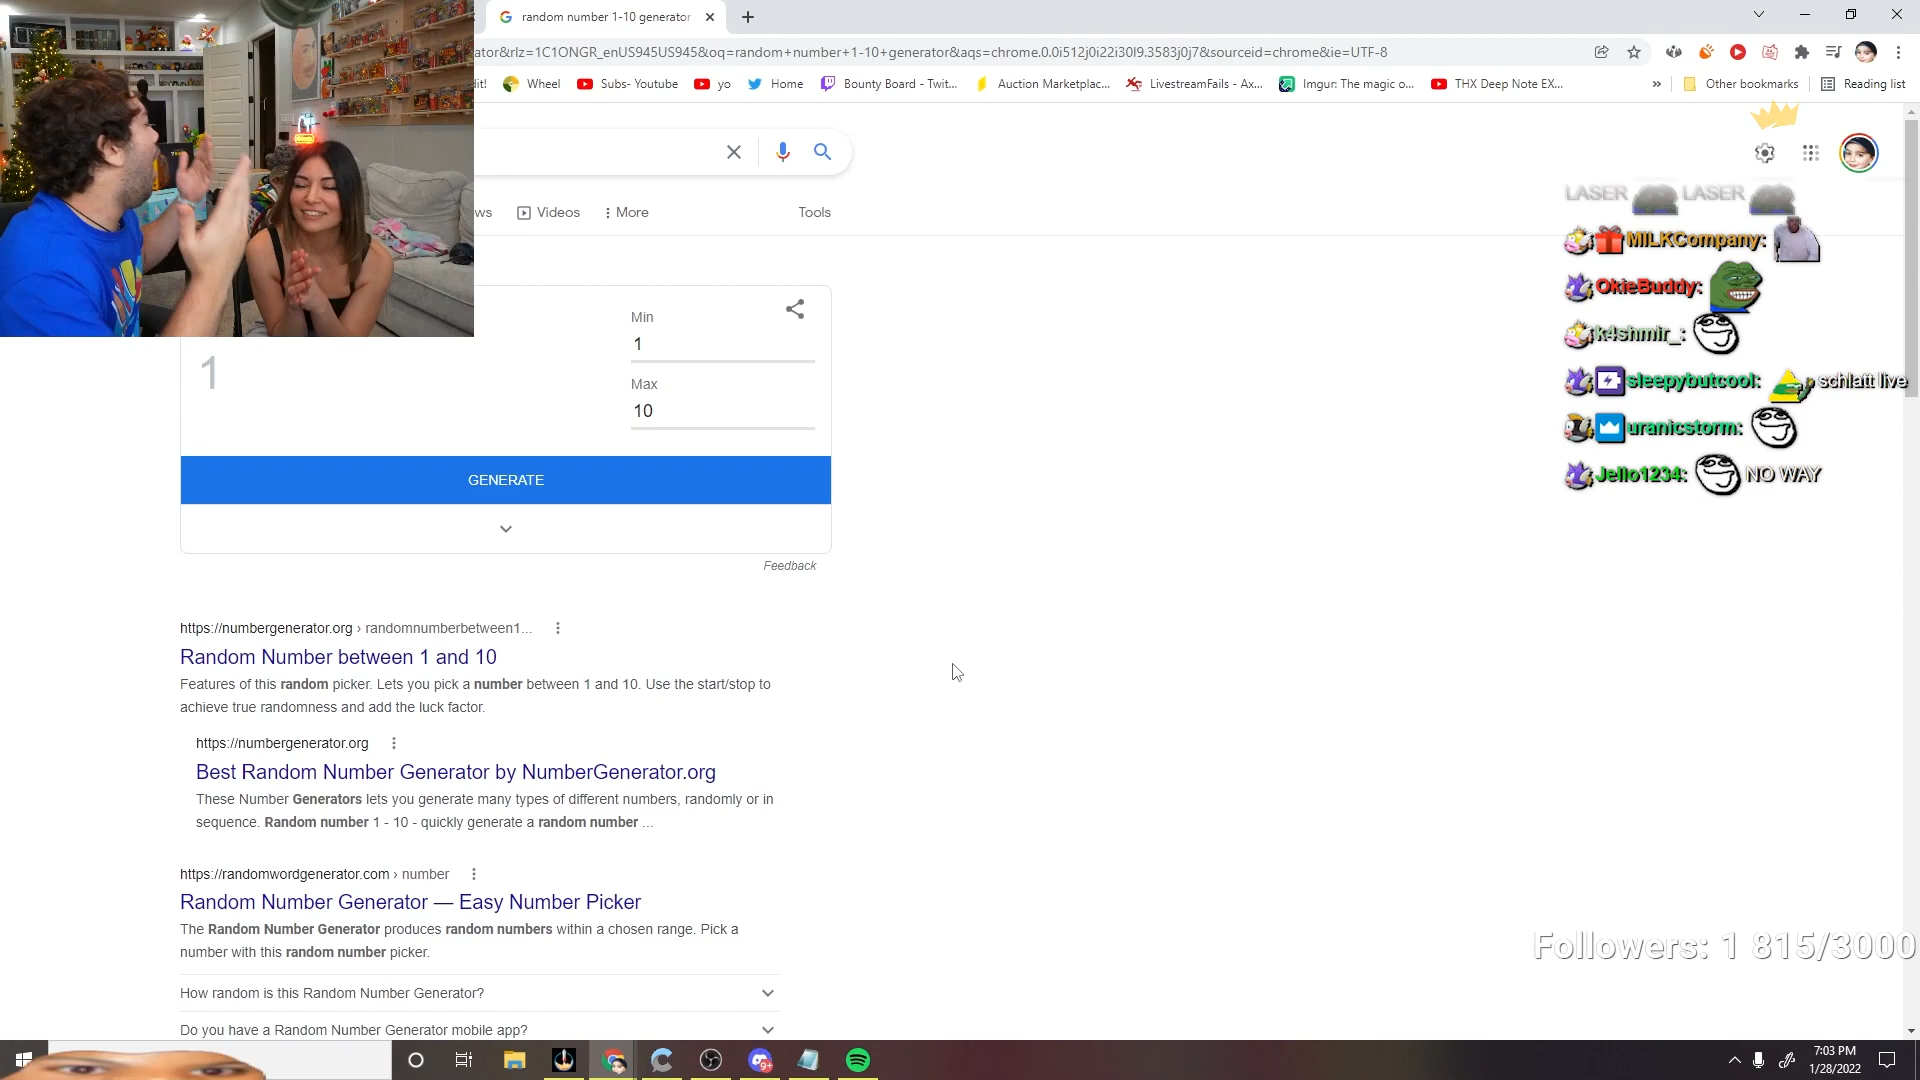 random number 1-10 generator
ator&rlz=1C1ONGR_enUS945US945&oq=random+number+1-10+generator&aqs=chrome.0.0i512j0i22i30l9.3583j0j7&sourceid=chrome&ie=UTF-8
dit! Wheel Subs- Youtube yo Home Bounty Board - Twit... Auction Marketplac... LivestreamFails - Ax... Imgur: The magic o... THX Deep Note EX... » Other bookmarks Reading list
ws Videos More Tools
LASER LASER
MILKCompany:
OkieBuddy:
k4shmir_:
sleepybutcool: schlatt live
uranicstorm:
Jello1234: NO WAY
1
Min
1
Max
10
GENERATE
Feedback
https://numbergenerator.org › randomnumberbetween1...
Random Number between 1 and 10
Features of this random picker. Lets you pick a number between 1 and 10. Use the start/stop to
achieve true randomness and add the luck factor.
https://numbergenerator.org
Best Random Number Generator by NumberGenerator.org
These Number Generators lets you generate many types of different numbers, randomly or in
sequence. Random number 1 - 10 - quickly generate a random number ...
https://randomwordgenerator.com › number
Random Number Generator — Easy Number Picker
The Random Number Generator produces random numbers within a chosen range. Pick a
number with this random number picker.
How random is this Random Number Generator?
Do you have a Random Number Generator mobile app?
Followers: 1 815/3000
7:03 PM
1/28/2022